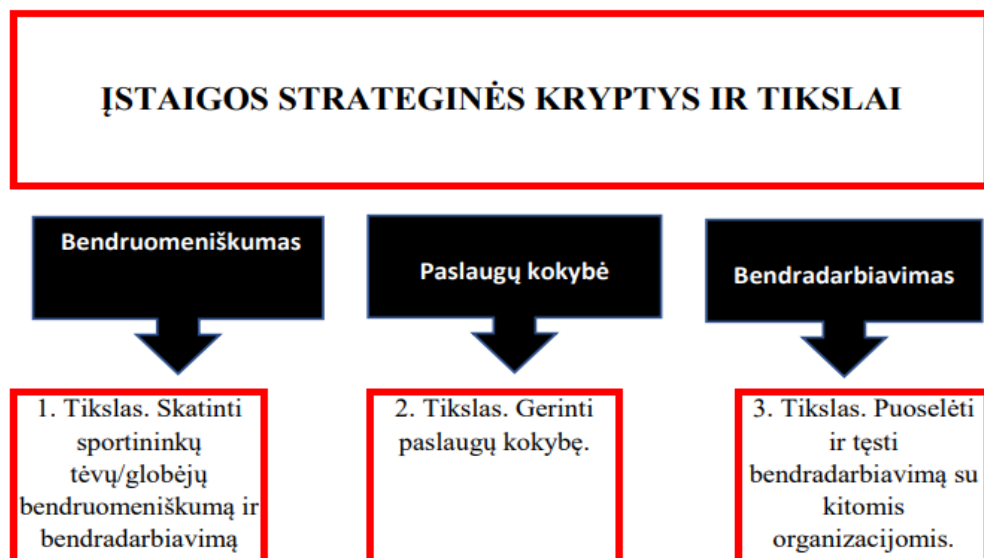 ĮSTAIGOS STRATEGINĖS KRYPTYS IR TIKSLAI
Bendruomeniškumas
Paslaugų kokybė
Bendradarbiavimas
1. Tikslas. Skatinti
sportininkų
tėvų/globėjų
bendruomeniškumą ir
bendradarbiavimą
2. Tikslas. Gerinti
paslaugų kokybę.
3. Tikslas. Puoselėti
ir tęsti
bendradarbiavimą su
kitomis
organizacijomis.